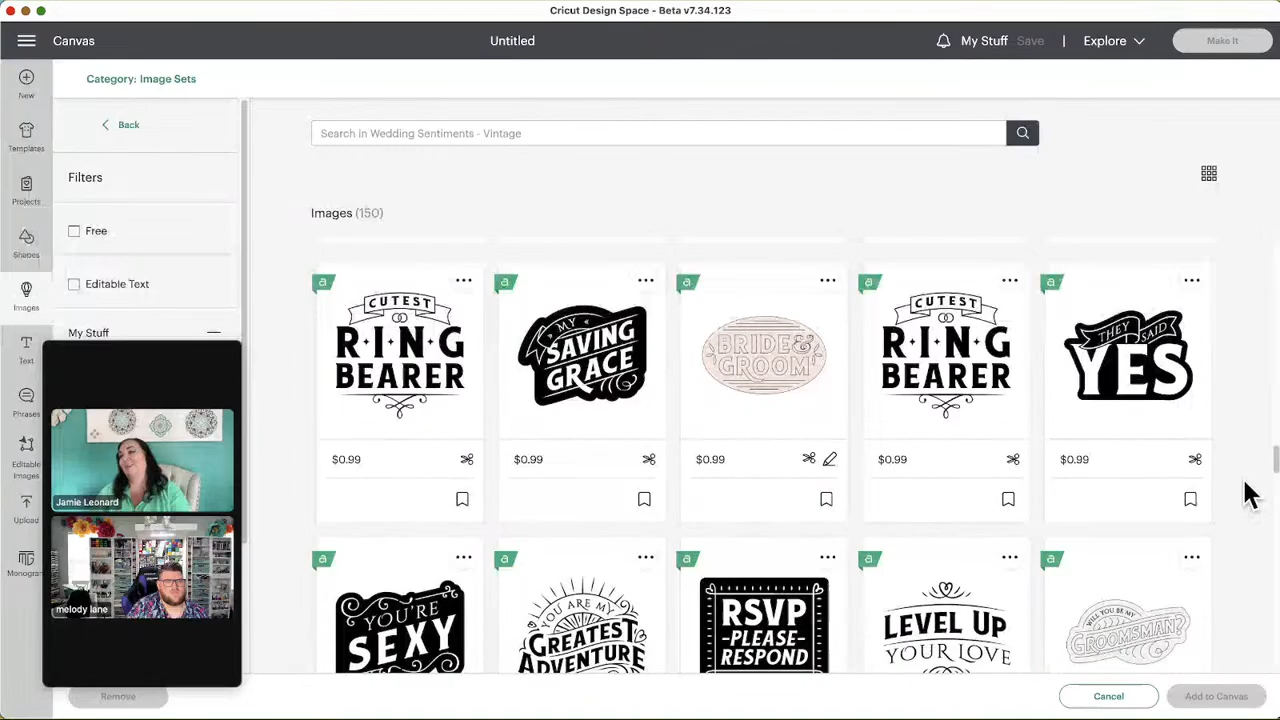 Cricut Design Space - Beta v7.34.123
Canvas
Untitled
My Stuff
Save
|
Explore
Make It
New
Templates
Projects
Shapes
Images
Text
Phrases
Editable
Images
Upload
Monogram
Category: Image Sets
Back
Filters
Free
Editable Text
My Stuff
Jamie Leonard
melody lane
Search in Wedding Sentiments - Vintage
Images (150)
a
a
a
a
a
CUTEST
RING
BEARER
MY
SAVING
GRACE
BRIDE &
GROOM
CUTEST
RING
BEARER
THEY SAID
YES
$0.99
$0.99
$0.99
$0.99
$0.99
a
a
a
a
a
YOU'RE
SEXY
YOU ARE MY
GREATEST
ADVENTURE
RSVP
-PLEASE-
RESPOND
LEVEL UP
YOUR LOVE
WILL YOU BE MY
GROOMSMAN?
Remove
Cancel
Add to Canvas